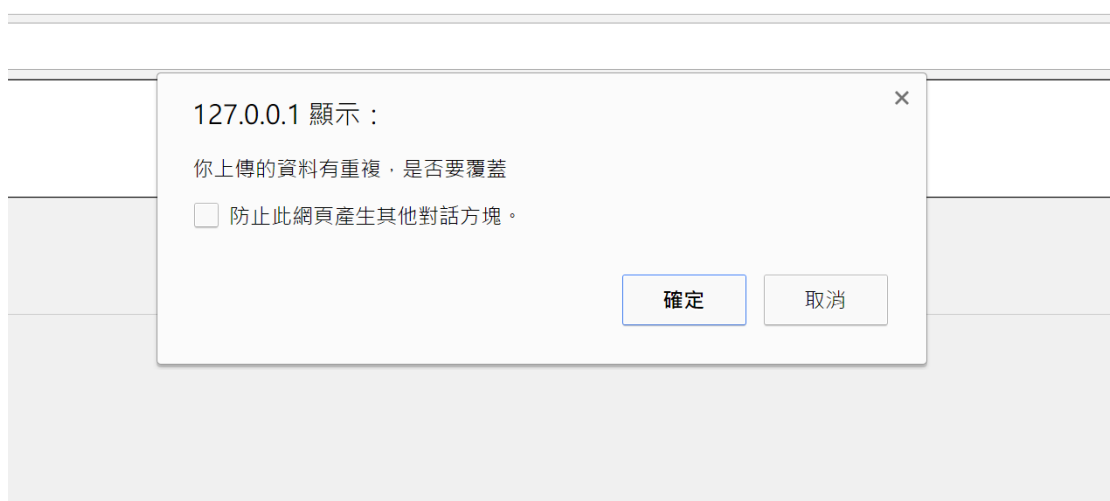 127.0.0.1 顯示：
你上傳的資料有重複，是否要覆蓋
防止此網頁產生其他對話方塊。
確定 取消